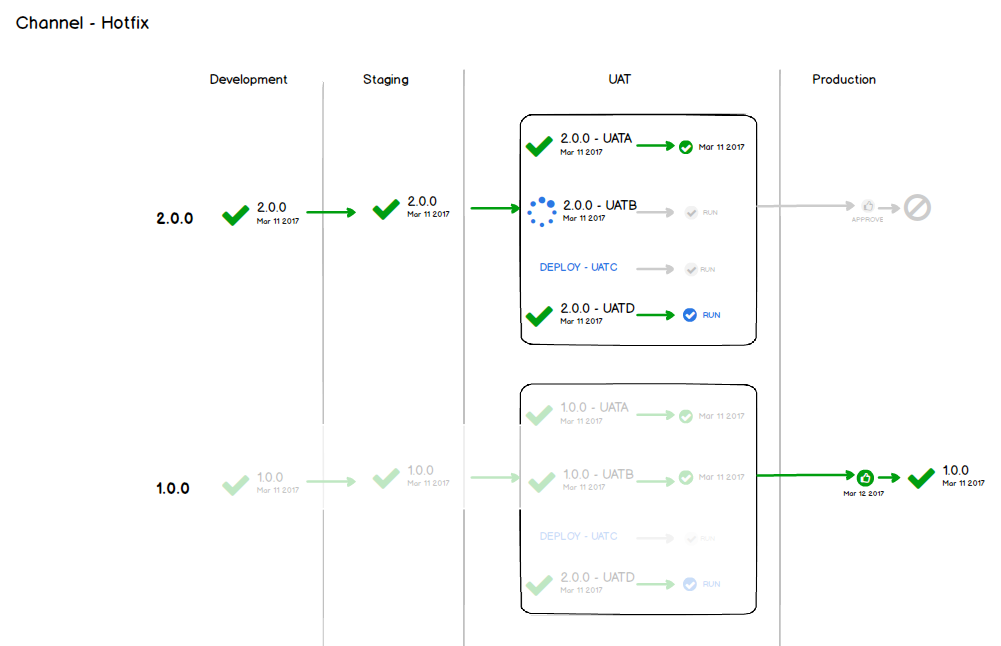 Channel - Hotfix
Development
Staging
UAT
Production
2.0.0
2.0.0
Mar 11 2017
2.0.0
Mar 11 2017
2.0.0 - UATA
Mar 11 2017
Mar 11 2017
2.0.0 - UATB
Mar 11 2017
RUN
DEPLOY - UATC
RUN
2.0.0 - UATD
Mar 11 2017
RUN
APPROVE
1.0.0
1.0.0
Mar 11 2017
1.0.0
Mar 11 2017
1.0.0 - UATA
Mar 11 2017
Mar 11 2017
1.0.0 - UATB
Mar 11 2017
Mar 11 2017
DEPLOY - UATC
RUN
2.0.0 - UATD
Mar 11 2017
RUN
Mar 12 2017
1.0.0
Mar 11 2017